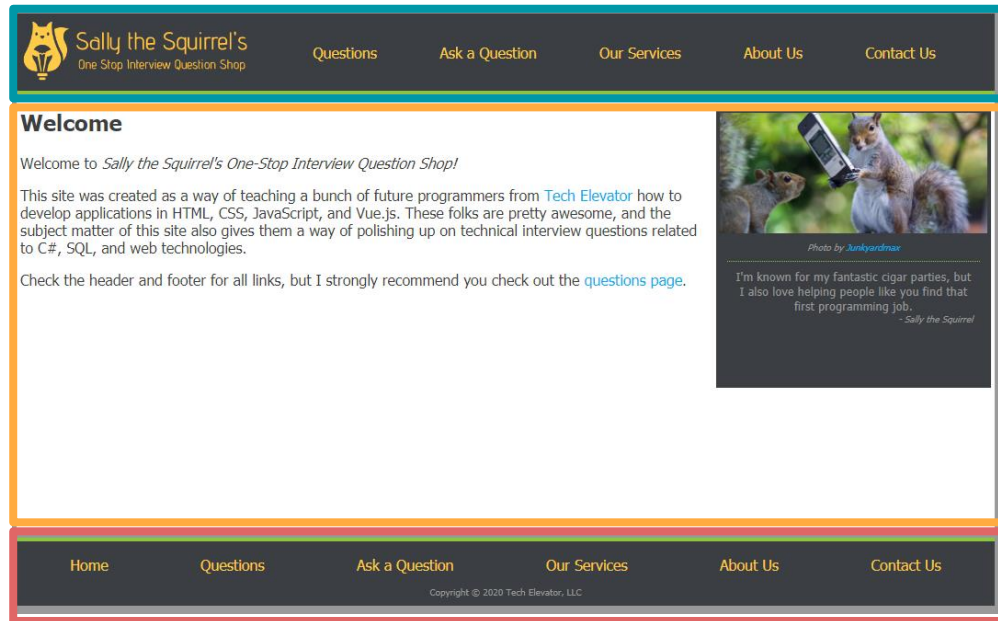 Sally the Squirrel's
One Stop Interview Question Shop
Questions Ask a Question Our Services About Us Contact Us
Welcome
Welcome to Sally the Squirrel's One-Stop Interview Question Shop!
This site was created as a way of teaching a bunch of future programmers from Tech Elevator how to
develop applications in HTML, CSS, JavaScript, and Vue.js. These folks are pretty awesome, and the
subject matter of this site also gives them a way of polishing up on technical interview questions related
to C#, SQL, and web technologies.
Check the header and footer for all links, but I strongly recommend you check out the questions page.
Photo by Junkyardmax
I'm known for my fantastic cigar parties, but
I also love helping people like you find that
first programming job.
- Sally the Squirrel
Home Questions Ask a Question Our Services About Us Contact Us
Copyright © 2020 Tech Elevator, LLC